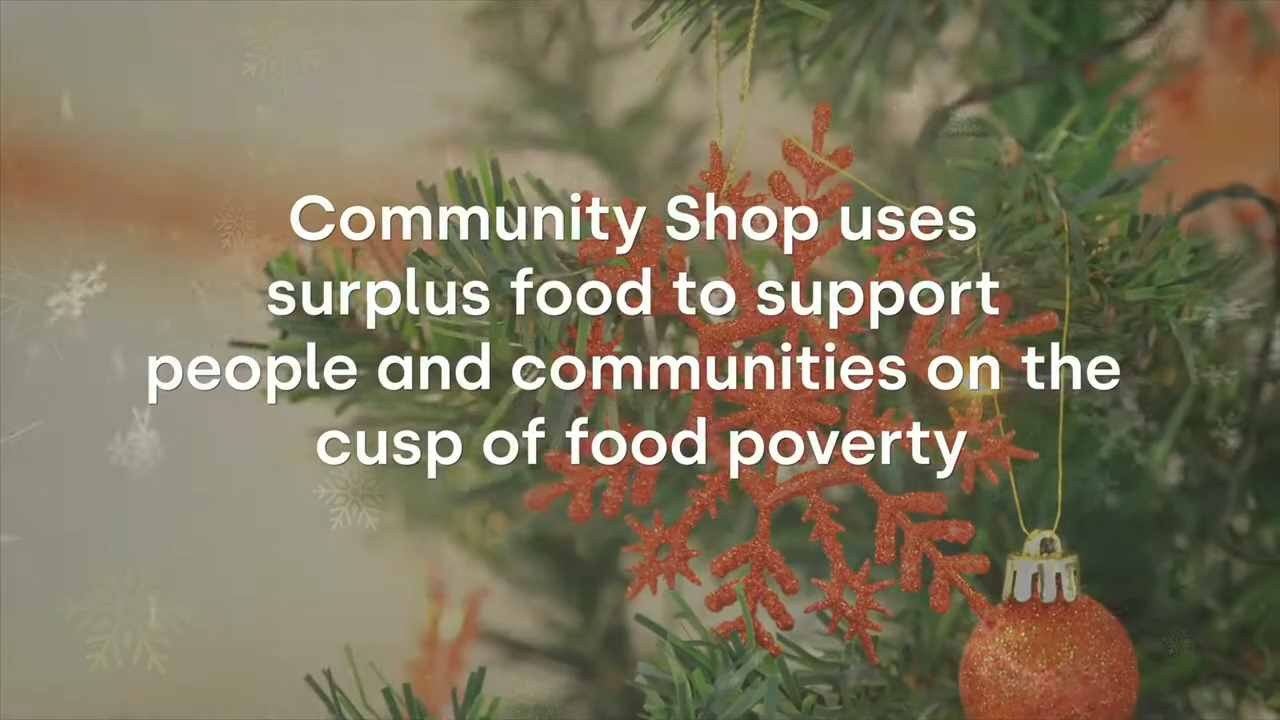 Community Shop uses
surplus food to support
people and communities on the
cusp of food poverty